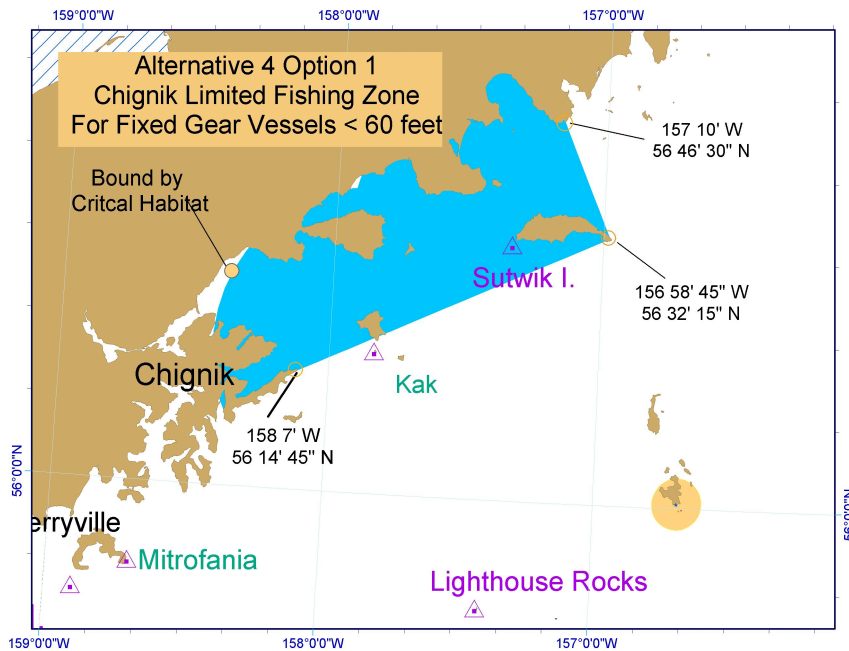 159°0'0"W
158°0'0"W
157°0'0"W
Alternative 4 Option 1
Chignik Limited Fishing Zone
For Fixed Gear Vessels < 60 feet
157 10' W
56 46' 30" N
Bound by
Critcal Habitat
Sutwik I.
156 58' 45" W
56 32' 15" N
Chignik
Kak
158 7' W
56 14' 45" N
56°0'0"N
56°0'0"N
erryville
Mitrofania
Lighthouse Rocks
159°0'0"W
158°0'0"W
157°0'0"W